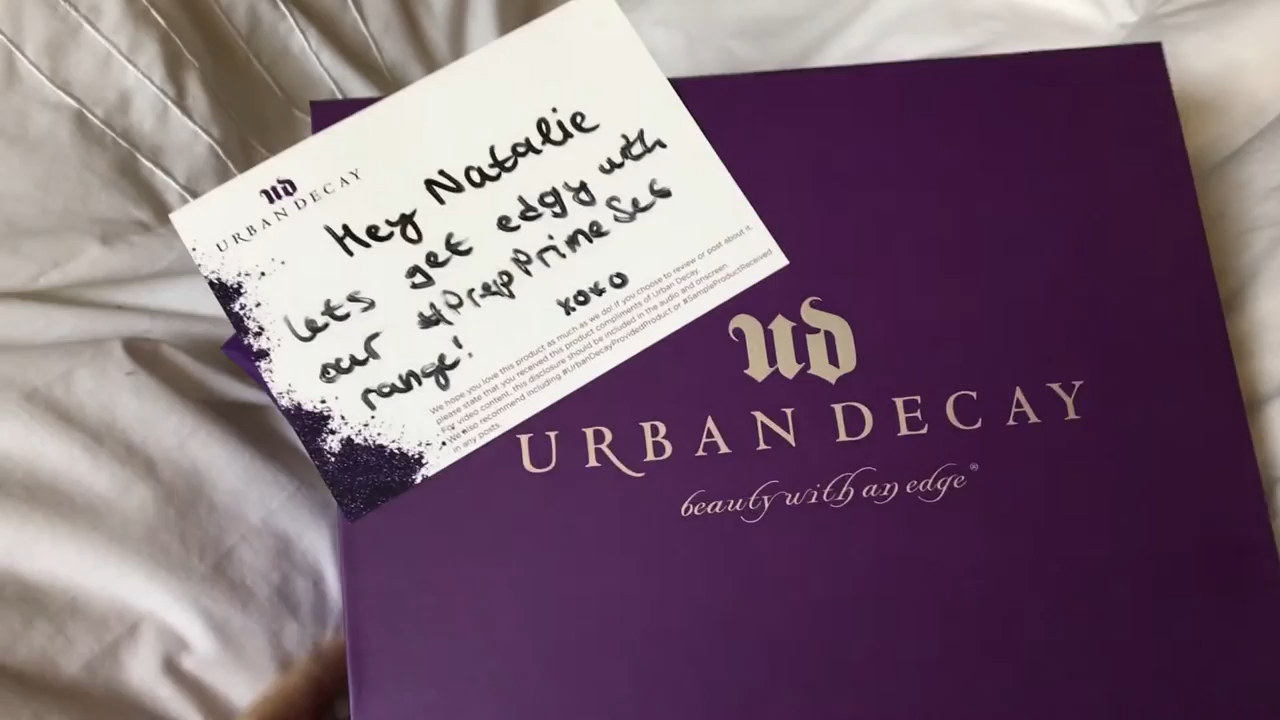 ud
URBAN DECAY
Hey Natalie
lets get edgy with
our #PrepPrimeSet
range!
xoxo
We hope you love this product as much as we do! If you choose to review or post about it,
please state that you received this product compliments of Urban Decay.
For video content, this disclosure should be included in the audio and onscreen.
We also recommend including #UrbanDecayProvidedProduct or #SampleProductReceived
in any posts.
ud
URBAN DECAY
beauty with an edge®